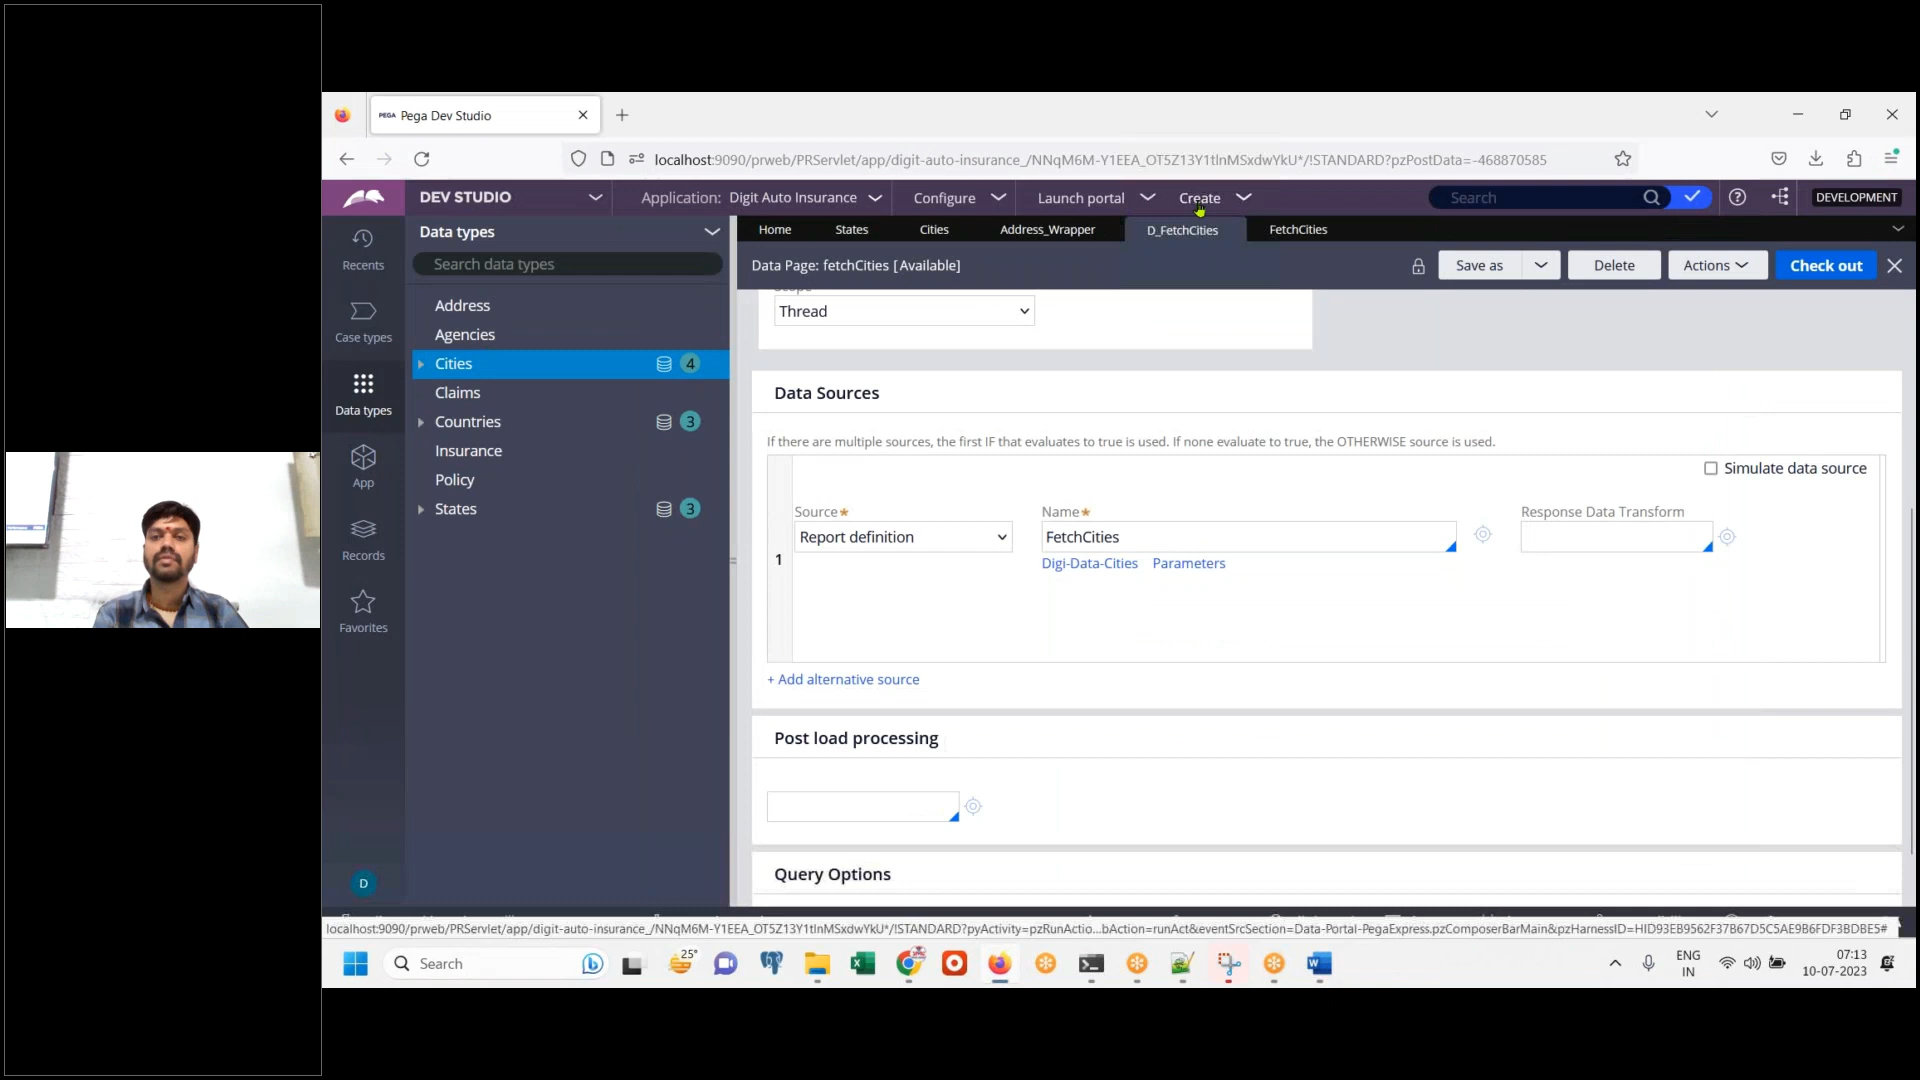 PEGA Pega Dev Studio
localhost:9090/prweb/PRServlet/app/digit-auto-insurance_/NNqM6M-Y1EEA_OT5Z13Y1tlnMSxdwYkU*/!STANDARD?pzPostData=-468870585
DEV STUDIO Application: Digit Auto Insurance Configure Launch portal Create Search DEVELOPMENT
Recents
Case types
Data types
App
Records
Favorites
D
Data types
Search data types
Address
Agencies
Cities 4
Claims
Countries 3
Insurance
Policy
States 3
Home States Cities Address_Wrapper D_FetchCities FetchCities
Data Page: fetchCities [Available] Save as Delete Actions Check out
Scope
Thread
Data Sources
If there are multiple sources, the first IF that evaluates to true is used. If none evaluate to true, the OTHERWISE source is used.
Simulate data source
Source* Name* Response Data Transform
Report definition FetchCities
1
Digi-Data-Cities Parameters
+ Add alternative source
Post load processing
Query Options
localhost:9090/prweb/PRServlet/app/digit-auto-insurance_/NNqM6M-Y1EEA_OT5Z13Y1tlnMSxdwYkU*/!STANDARD?pyActivity=pzRunActio...bAction=runAct&eventSrcSection=Data-Portal-PegaExpress.pzComposerBarMain&pzHarnessID=HID93EB9562F37B67D5C5AE9B6FDF3BDBE5#
Search 25° ENG IN 07:13 10-07-2023